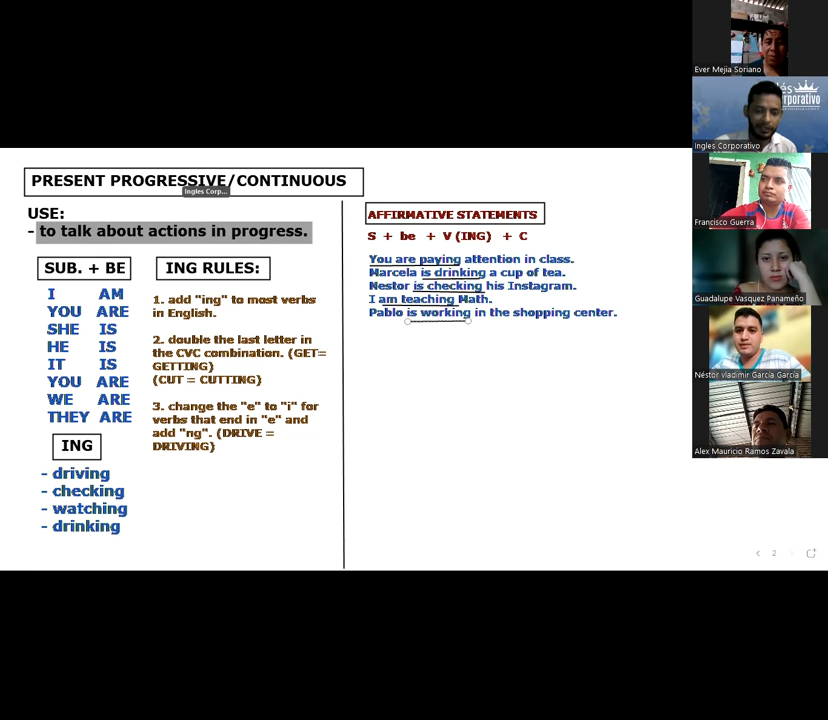 PRESENT PROGRESSIVE/CONTINUOUS
Ingles Corp...
USE:
- to talk about actions in progress.
SUB. + BE
I AM
YOU ARE
SHE IS
HE IS
IT IS
YOU ARE
WE ARE
THEY ARE
ING
- driving
- checking
- watching
- drinking
ING RULES:
1. add "ing" to most verbs
in English.
2. double the last letter in
the CVC combination. (GET=
GETTING)
(CUT = CUTTING)
3. change the "e" to "i" for
verbs that end in "e" and
add "ng". (DRIVE =
DRIVING)
AFFIRMATIVE STATEMENTS
S + be + V (ING) + C
You are paying attention in class.
Marcela is drinking a cup of tea.
Nestor is checking his Instagram.
I am teaching Math.
Pablo is working in the shopping center.
2
Ever Mejia Soriano
Ingles Corporativo
Francisco Guerra
Guadalupe Vasquez Panameño
Néstor vladimir García García
Alex Mauricio Ramos Zavala